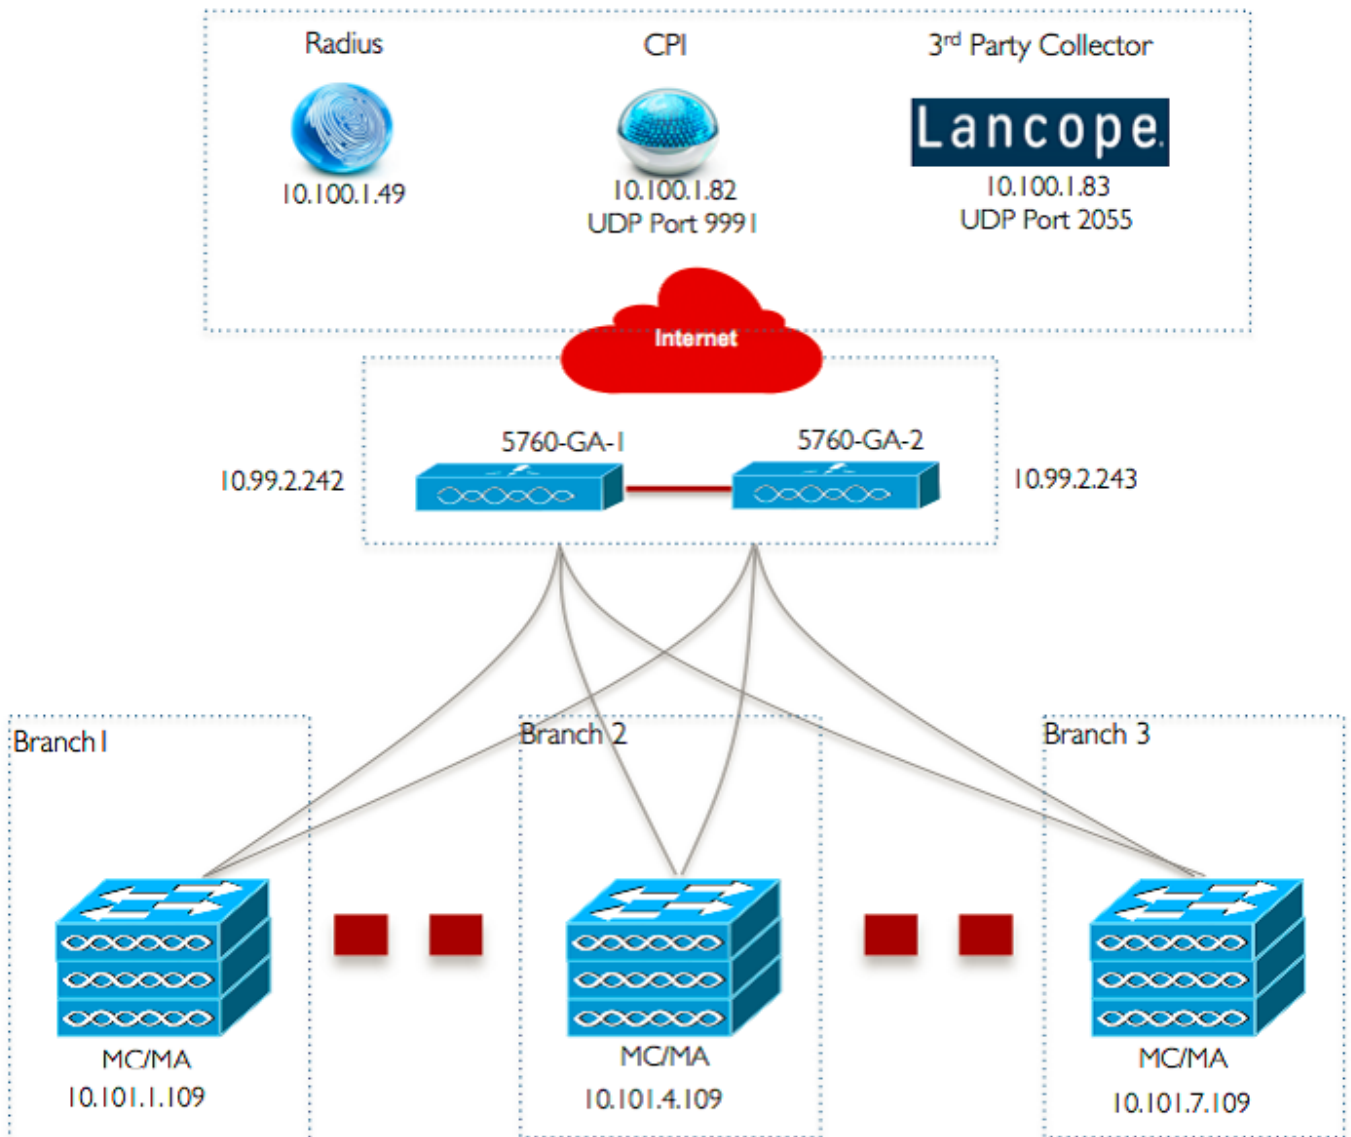 Radius
CPI
3rd Party Collector
Lancope.
10.100.1.49
10.100.1.82
UDP Port 9991
10.100.1.83
UDP Port 2055
Internet
5760-GA-1
5760-GA-2
10.99.2.242
10.99.2.243
Branch1
Branch 2
Branch 3
MC/MA
10.101.1.109
MC/MA
10.101.4.109
MC/MA
10.101.7.109